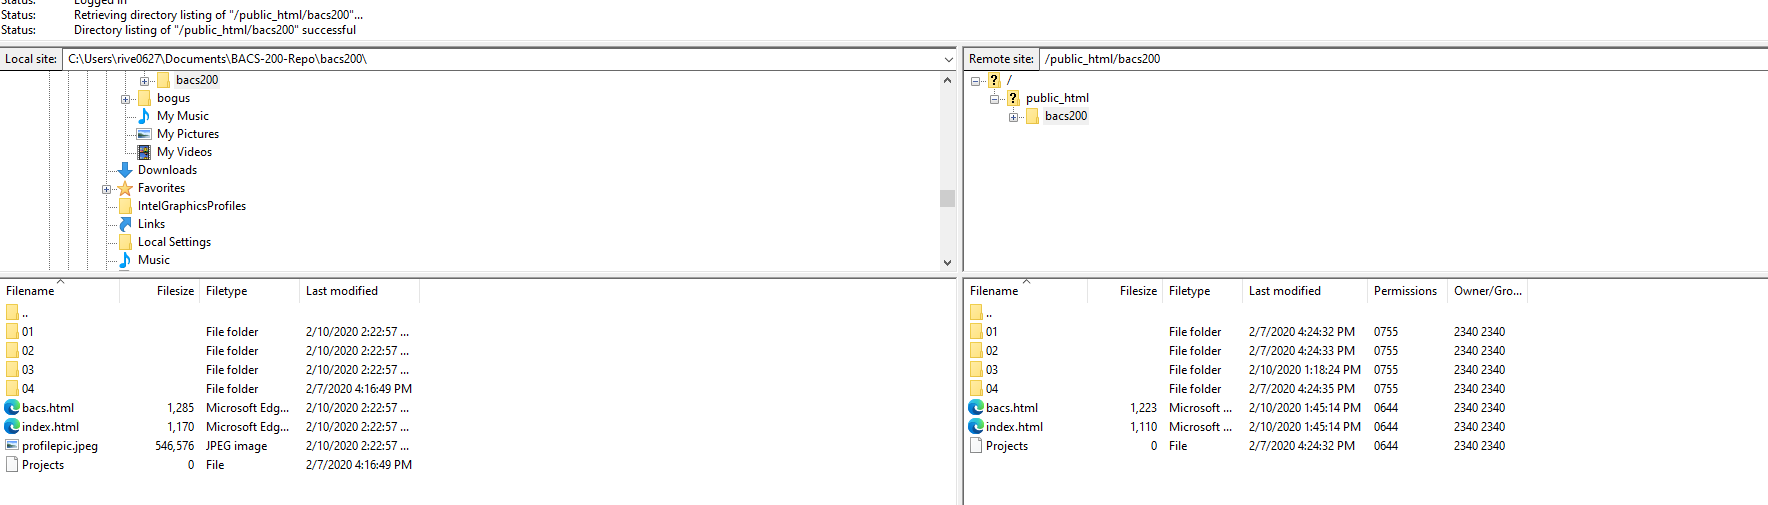 Status: Logged in
Status: Retrieving directory listing of "/public_html/bacs200"...
Status: Directory listing of "/public_html/bacs200" successful
Local site: C:\Users\rive0627\Documents\BACS-200-Repo\bacs200\
bacs200
bogus
My Music
My Pictures
My Videos
Downloads
Favorites
IntelGraphicsProfiles
Links
Local Settings
Music
Remote site: /public_html/bacs200
? /
? public_html
bacs200
Filename Filesize Filetype Last modified
..
01 File folder 2/10/2020 2:22:57 ...
02 File folder 2/10/2020 2:22:57 ...
03 File folder 2/10/2020 2:22:57 ...
04 File folder 2/7/2020 4:16:49 PM
bacs.html 1,285 Microsoft Edg... 2/10/2020 2:22:57 ...
index.html 1,170 Microsoft Edg... 2/10/2020 2:22:57 ...
profilepic.jpeg 546,576 JPEG image 2/10/2020 2:22:57 ...
Projects 0 File 2/7/2020 4:16:49 PM
Filename Filesize Filetype Last modified Permissions Owner/Gro...
..
01 File folder 2/7/2020 4:24:32 PM 0755 2340 2340
02 File folder 2/7/2020 4:24:33 PM 0755 2340 2340
03 File folder 2/10/2020 1:18:24 PM 0755 2340 2340
04 File folder 2/7/2020 4:24:35 PM 0755 2340 2340
bacs.html 1,223 Microsoft ... 2/10/2020 1:45:14 PM 0644 2340 2340
index.html 1,110 Microsoft ... 2/10/2020 1:45:14 PM 0644 2340 2340
Projects 0 File 2/7/2020 4:24:32 PM 0644 2340 2340